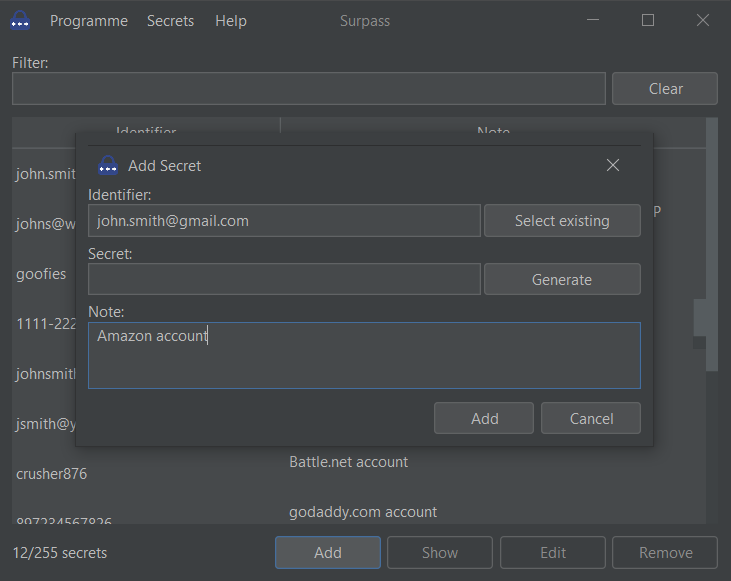 Programme Secrets Help Surpass
Filter:
Clear
Identifier Note
Add Secret
Identifier:
john.smith@gmail.com Select existing
Secret:
Generate
Note:
Amazon account
Add Cancel
john.smit
johns@w P
goofies
1111-222
johnsmith
jsmith@y
Battle.net account
crusher876
godaddy.com account
897234567826
12/255 secrets Add Show Edit Remove